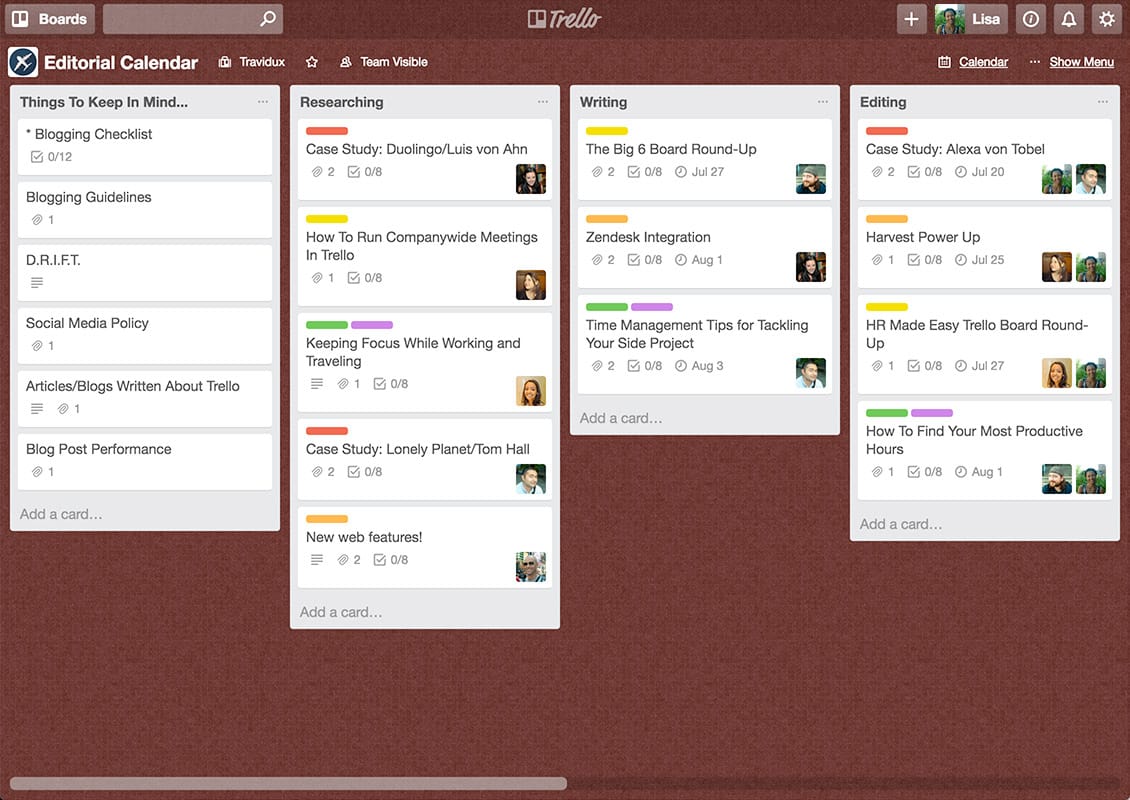 Boards
Trello
Lisa
Editorial Calendar
Travidux
Team Visible
Calendar
... Show Menu
Things To Keep In Mind...
* Blogging Checklist
0/12
Blogging Guidelines
1
D.R.I.F.T.
Social Media Policy
1
Articles/Blogs Written About Trello
1
Blog Post Performance
1
Add a card…
Researching
Case Study: Duolingo/Luis von Ahn
2 0/8
How To Run Companywide Meetings
In Trello
1 0/8
Keeping Focus While Working and
Traveling
1 0/8
Case Study: Lonely Planet/Tom Hall
2 0/8
New web features!
2 0/8
Add a card…
Writing
The Big 6 Board Round-Up
2 0/8 Jul 27
Zendesk Integration
2 0/8 Aug 1
Time Management Tips for Tackling
Your Side Project
2 0/8 Aug 3
Add a card…
Editing
Case Study: Alexa von Tobel
2 0/8 Jul 20
Harvest Power Up
1 0/8 Jul 25
HR Made Easy Trello Board Round-
Up
1 0/8 Jul 27
How To Find Your Most Productive
Hours
1 0/8 Aug 1
Add a card…